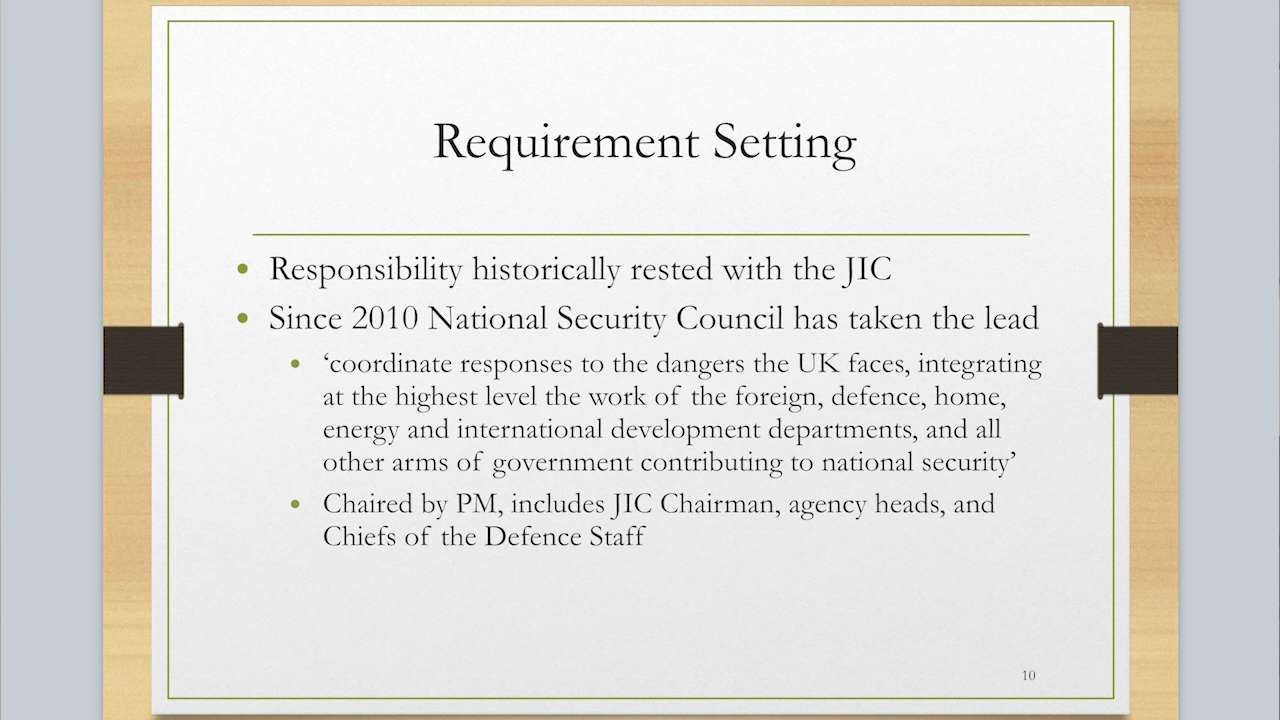 Requirement Setting
• Responsibility historically rested with the JIC
• Since 2010 National Security Council has taken the lead
• ‘coordinate responses to the dangers the UK faces, integrating
at the highest level the work of the foreign, defence, home,
energy and international development departments, and all
other arms of government contributing to national security’
• Chaired by PM, includes JIC Chairman, agency heads, and
Chiefs of the Defence Staff
10